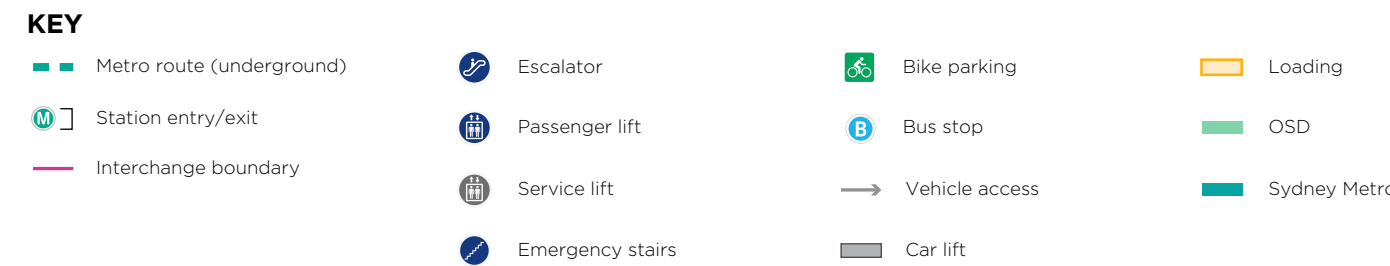 KEY
Metro route (underground)
M
Station entry/exit
Interchange boundary
Escalator
Passenger lift
Service lift
Emergency stairs
Bike parking
B
Bus stop
Vehicle access
Car lift
Loading
OSD
Sydney Metro